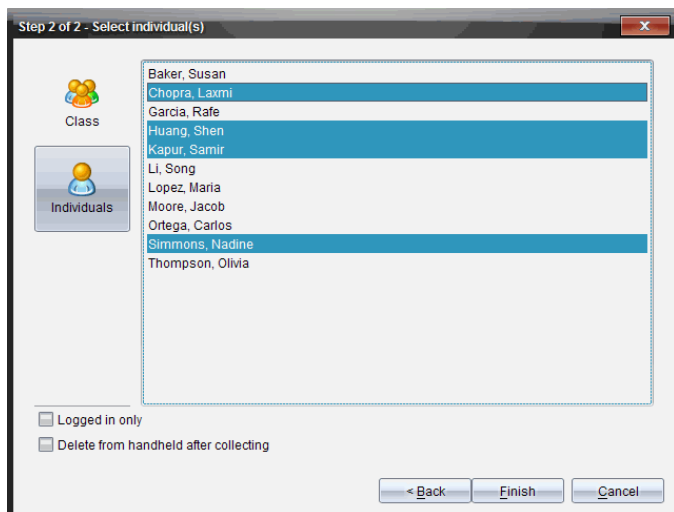 Step 2 of 2 - Select individual(s)
Class
Individuals
Baker, Susan
Chopra, Laxmi
Garcia, Rafe
Huang, Shen
Kapur, Samir
Li, Song
Lopez, Maria
Moore, Jacob
Ortega, Carlos
Simmons, Nadine
Thompson, Olivia
Logged in only
Delete from handheld after collecting
< Back
Finish
Cancel